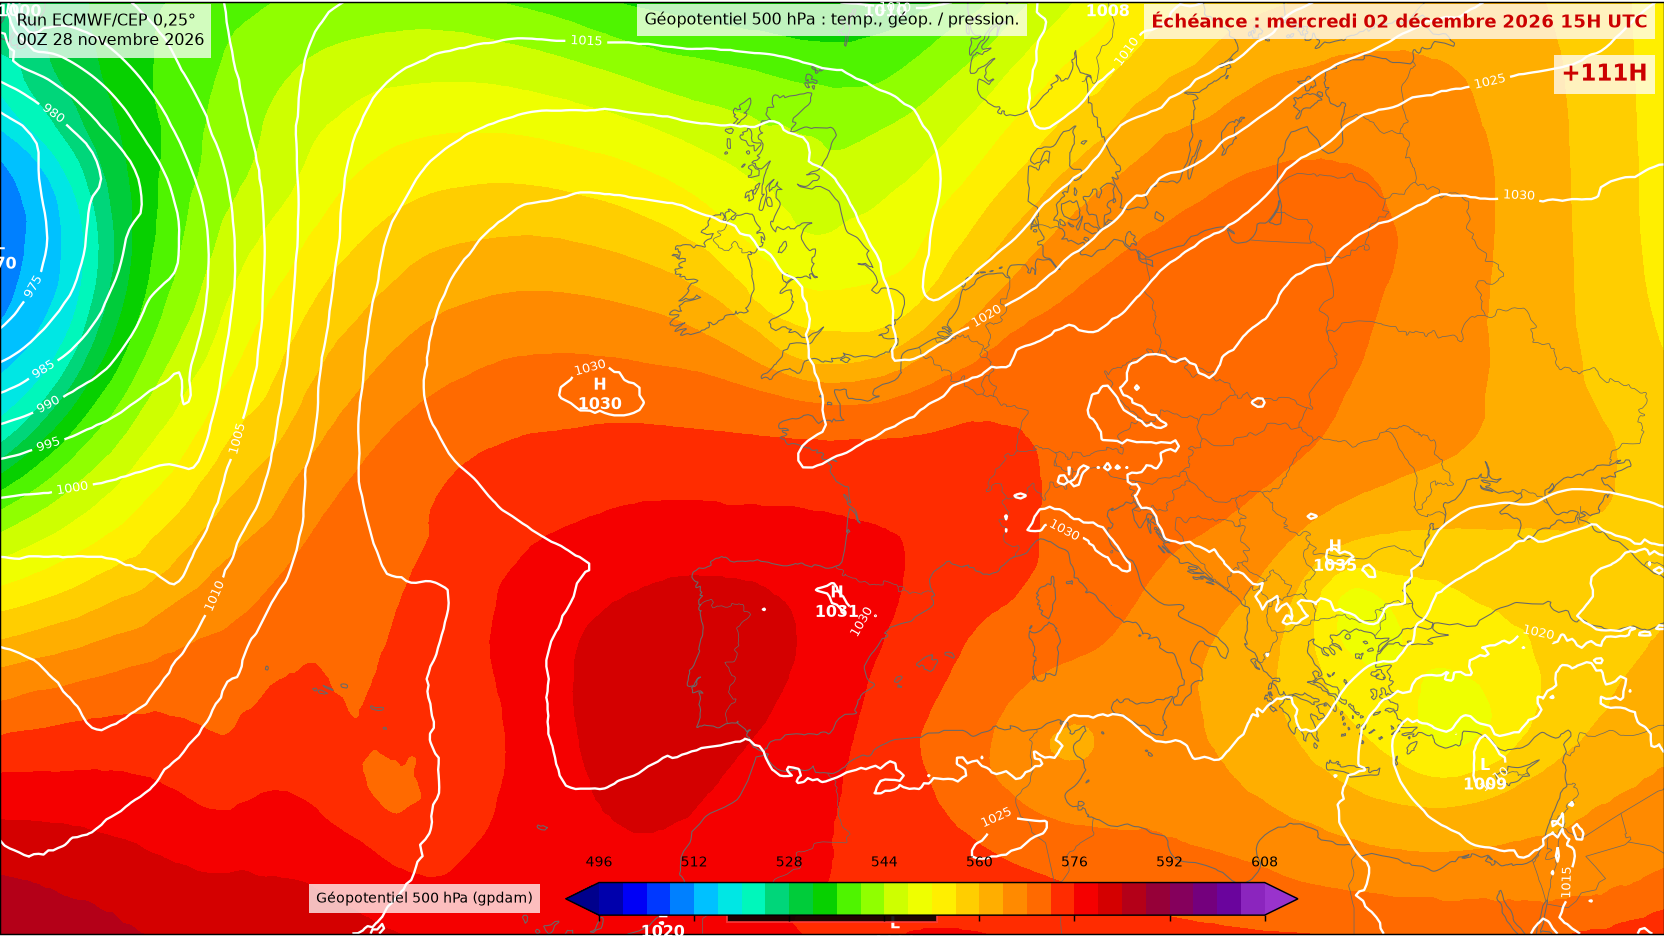 Run ECMWF/CEP 0,25°
00Z 28 novembre 2026
Géopotentiel 500 hPa : temp., géop. / pression.
Échéance : mercredi 02 décembre 2026 15H UTC
+111H
1008
1010
1015
1025
980
1030
975
70
1020
985
1030
H
1030
990
995
1005
1000
1030
H
1035
1010
H
1031
1030
1020
L
1009
1025
1015
496 512 528 544 560 576 592 608
Géopotentiel 500 hPa (gpdam)
L
1020